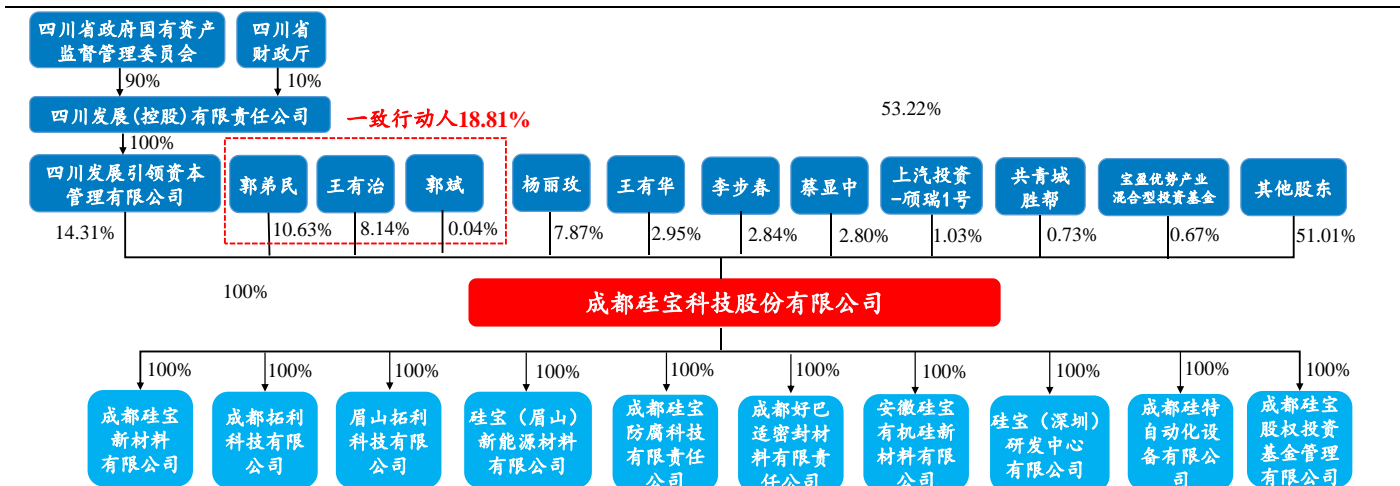 四川省政府国有资产
监督管理委员会
四川省
财政厅
90%
10%
四川发展(控股)有限责任公司
一致行动人18.81%
53.22%
100%
四川发展引领资本
管理有限公司
郭弟民
王有治
郭斌
杨丽玫
王有华
李步春
蔡显中
上汽投资
-颀瑞1号
共青城
胜帮
宝盈优势产业
混合型投资基金
其他股东
14.31%
10.63%
8.14%
0.04%
7.87%
2.95%
2.84%
2.80%
1.03%
0.73%
0.67%
51.01%
100%
成都硅宝科技股份有限公司
100%
100%
100%
100%
100%
100%
100%
100%
100%
100%
成都硅宝
新材料
有限公司
成都拓利
科技有限
公司
眉山拓利
科技有限
公司
硅宝（眉山）
新能源材料
有限公司
成都硅宝
防腐科技
有限责任
公司
成都好巴
适密封材
料有限责
任公司
安徽硅宝
有机硅新
材料有限
公司
硅宝（深圳）
研发中心
有限公司
成都硅特
自动化设
备有限公
司
成都硅宝
股权投资
基金管理
有限公司